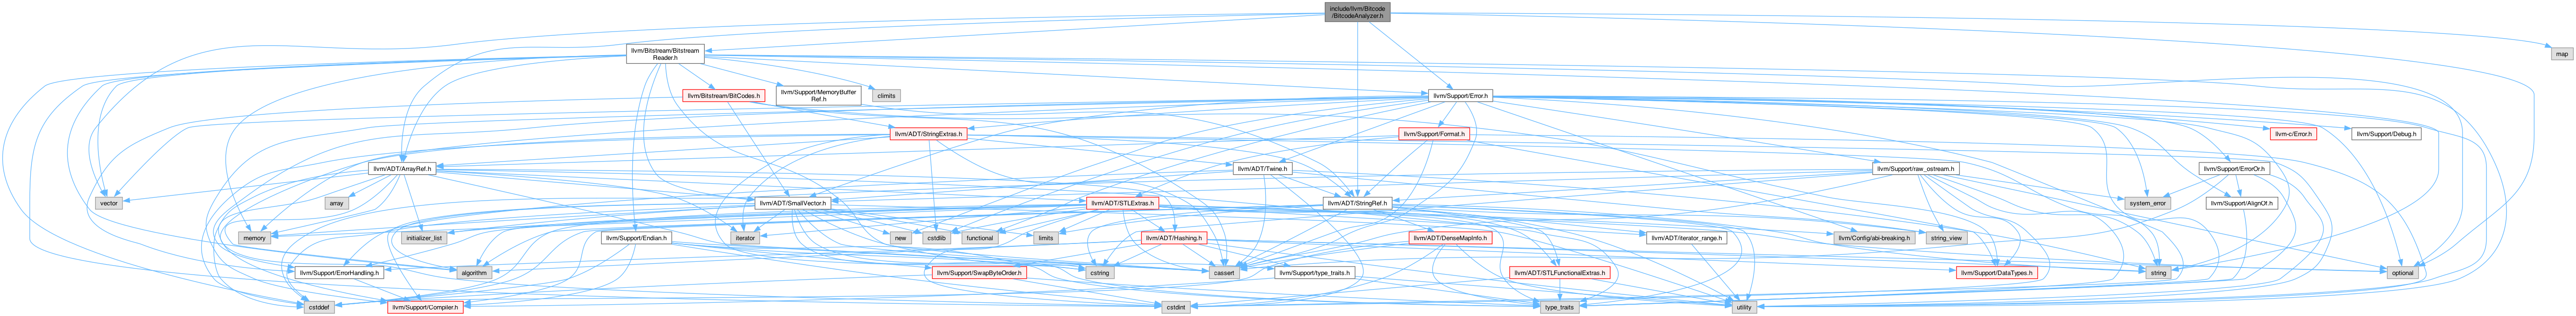 include/llvm/Bitcode
/BitcodeAnalyzer.h
map
llvm/Bitstream/Bitstream
Reader.h
llvm/Bitstream/BitCodes.h
llvm/Support/MemoryBuffer
Ref.h
climits
llvm/Support/Error.h
llvm/ADT/StringExtras.h
llvm/Support/Format.h
llvm-c/Error.h
llvm/Support/Debug.h
llvm/ADT/ArrayRef.h
llvm/ADT/Twine.h
llvm/Support/raw_ostream.h
llvm/Support/ErrorOr.h
vector
array
llvm/ADT/SmallVector.h
llvm/ADT/STLExtras.h
llvm/ADT/StringRef.h
system_error
llvm/Support/AlignOf.h
memory
initializer_list
llvm/Support/Endian.h
iterator
new
cstdlib
functional
limits
llvm/ADT/Hashing.h
llvm/ADT/DenseMapInfo.h
llvm/ADT/iterator_range.h
llvm/Config/abi-breaking.h
string_view
llvm/Support/ErrorHandling.h
algorithm
llvm/Support/SwapByteOrder.h
cstring
cassert
llvm/Support/type_traits.h
llvm/ADT/STLFunctionalExtras.h
llvm/Support/DataTypes.h
string
optional
cstddef
llvm/Support/Compiler.h
cstdint
type_traits
utility